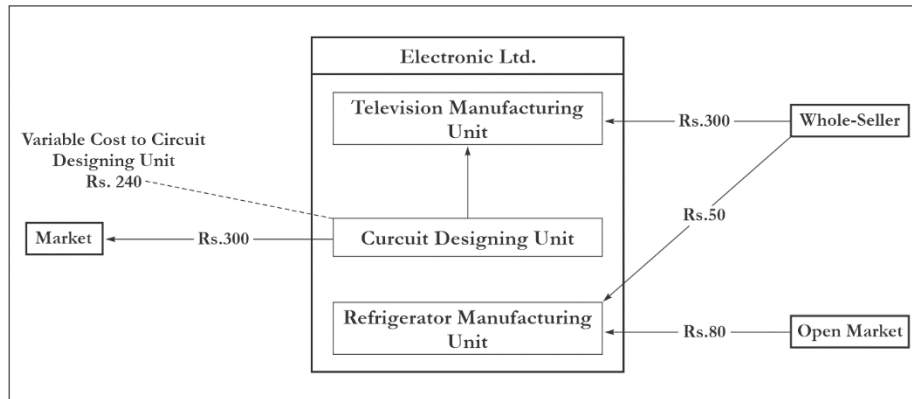 Electronic Ltd.
Television Manufacturing
Unit
Variable Cost to Circuit
Designing Unit
Rs. 240
Rs.300
Whole-Seller
Rs.50
Market
Rs.300
Curcuit Designing Unit
Refrigerator Manufacturing
Unit
Rs.80
Open Market